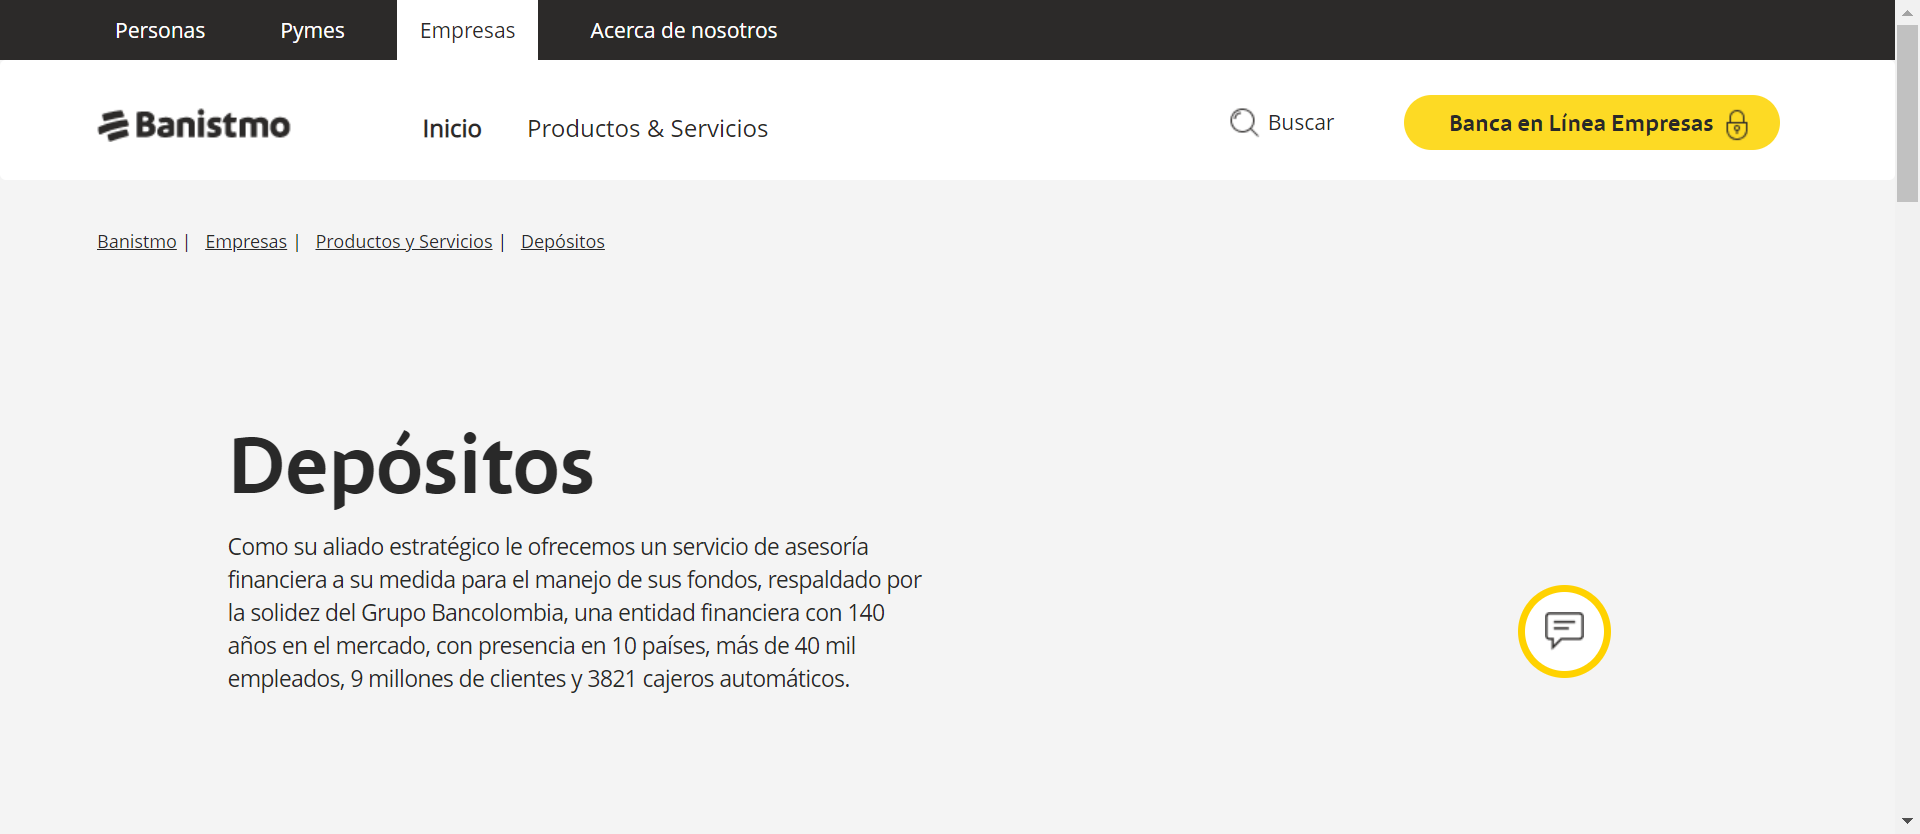 Personas Pymes Empresas Acerca de nosotros
Banistmo Inicio Productos & Servicios Buscar Banca en Línea Empresas
Banistmo | Empresas | Productos y Servicios | Depósitos
Depósitos
Como su aliado estratégico le ofrecemos un servicio de asesoría
financiera a su medida para el manejo de sus fondos, respaldado por
la solidez del Grupo Bancolombia, una entidad financiera con 140
años en el mercado, con presencia en 10 países, más de 40 mil
empleados, 9 millones de clientes y 3821 cajeros automáticos.